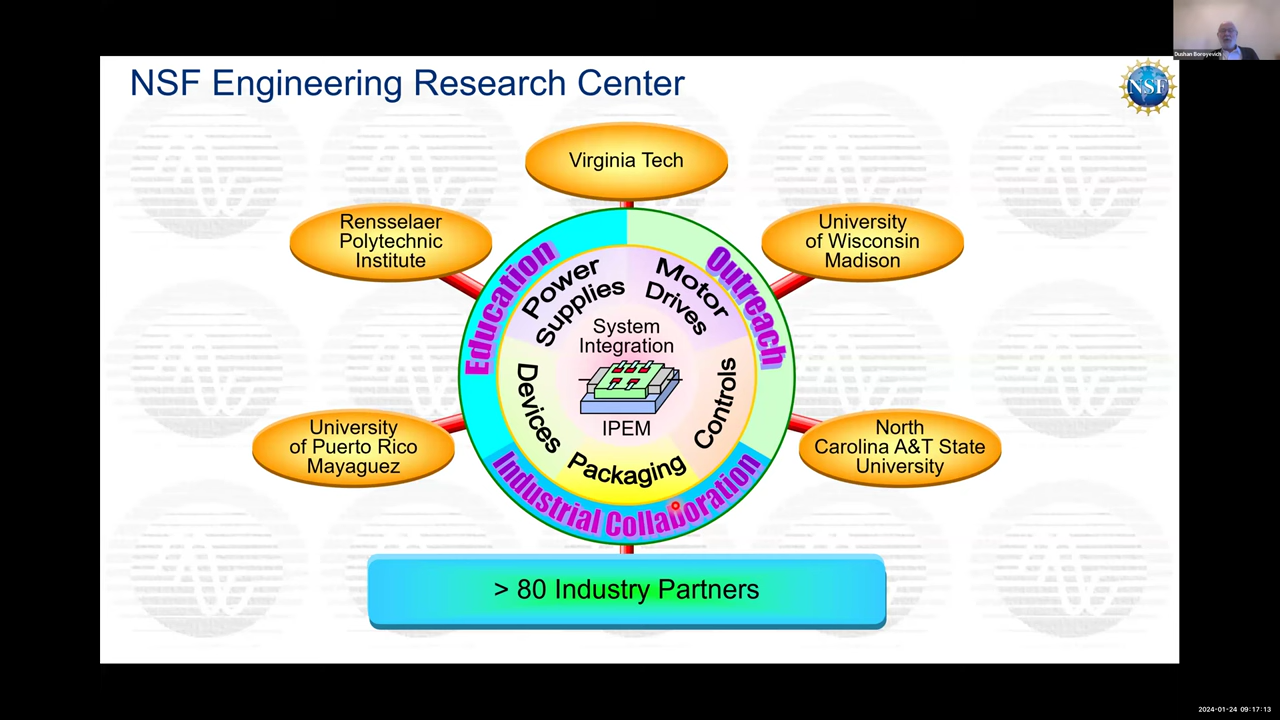 Dushan Boroyevich
NSF Engineering Research Center
NSF
Virginia Tech
Rensselaer
Polytechnic
Institute
University
of Wisconsin
Madison
Education
Outreach
Power
Supplies
Motor
Drives
System
Integration
Devices
Controls
IPEM
Packaging
Industrial Collaboration
University
of Puerto Rico
Mayaguez
North
Carolina A&T State
University
> 80 Industry Partners
2024-01-24 09:17:13